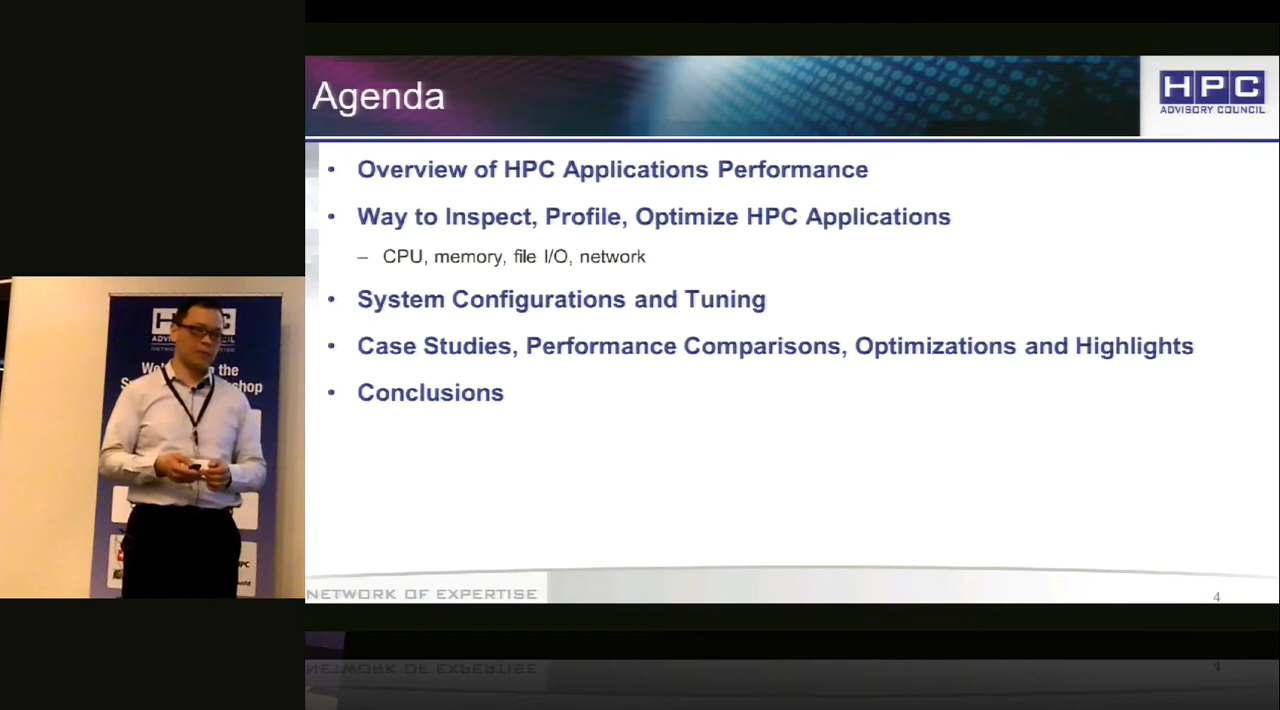 Agenda
HPC
ADVISORY COUNCIL
• Overview of HPC Applications Performance
• Way to Inspect, Profile, Optimize HPC Applications
– CPU, memory, file I/O, network
• System Configurations and Tuning
• Case Studies, Performance Comparisons, Optimizations and Highlights
• Conclusions
NETWORK OF EXPERTISE
4
the